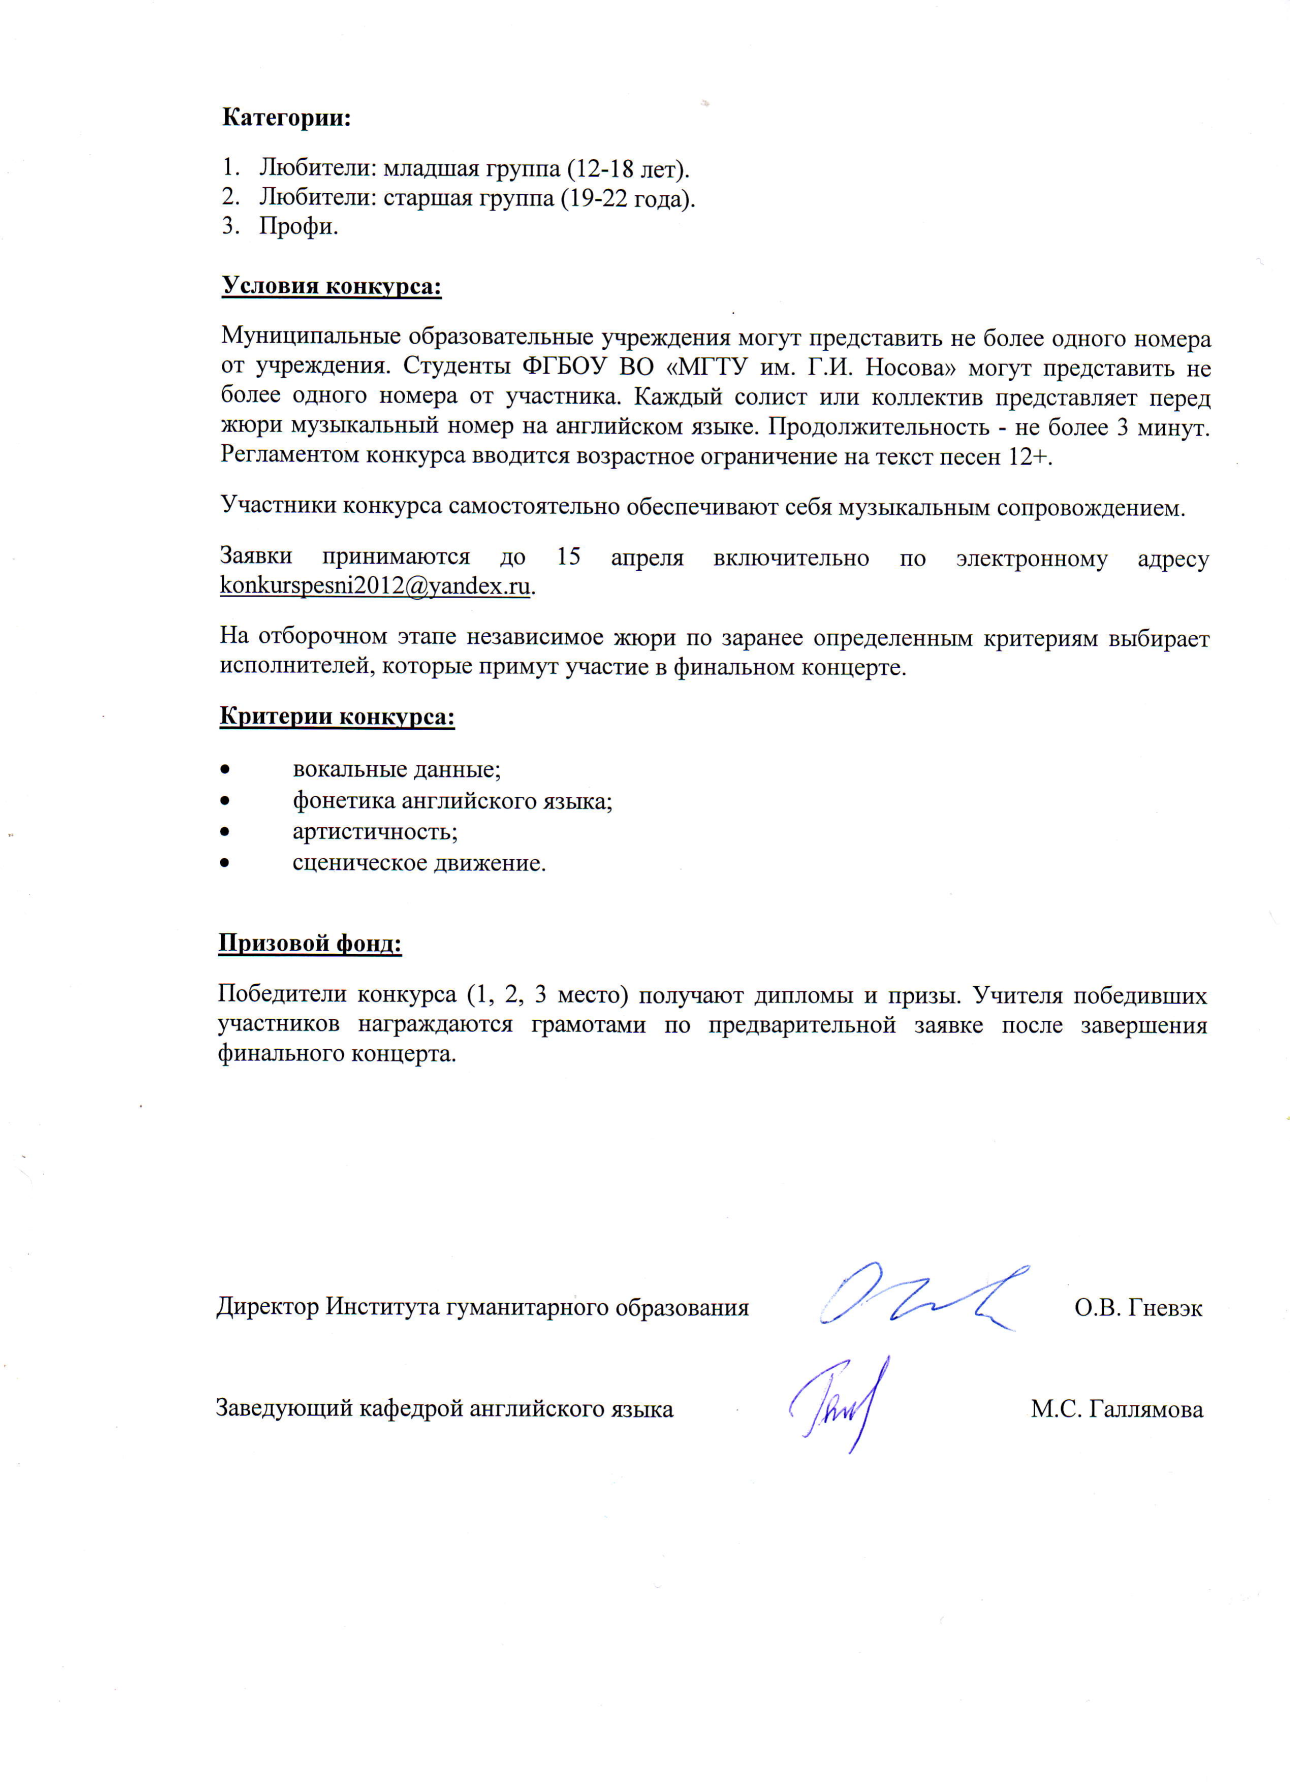 Категории:
1. Любители: младшая группа (12-18 лет).
2. Любители: старшая группа (19-22 года).
3. Профи.
Условия конкурса:
Муниципальные образовательные учреждения могут представить не более одного номера
от учреждения. Студенты ФГБОУ ВО «МГТУ им. Г.И. Носова» могут представить не
более одного номера от участника. Каждый солист или коллектив представляет перед
жюри музыкальный номер на английском языке. Продолжительность - не более 3 минут.
Регламентом конкурса вводится возрастное ограничение на текст песен 12+.
Участники конкурса самостоятельно обеспечивают себя музыкальным сопровождением.
Заявки принимаются до 15 апреля включительно по электронному адресу
konkurspesni2012@yandex.ru.
На отборочном этапе независимое жюри по заранее определенным критериям выбирает
исполнителей, которые примут участие в финальном концерте.
Критерии конкурса:
• вокальные данные;
• фонетика английского языка;
• артистичность;
• сценическое движение.
Призовой фонд:
Победители конкурса (1, 2, 3 место) получают дипломы и призы. Учителя победивших
участников награждаются грамотами по предварительной заявке после завершения
финального концерта.
Директор Института гуманитарного образования О.В. Гневэк
Заведующий кафедрой английского языка М.С. Галлямова